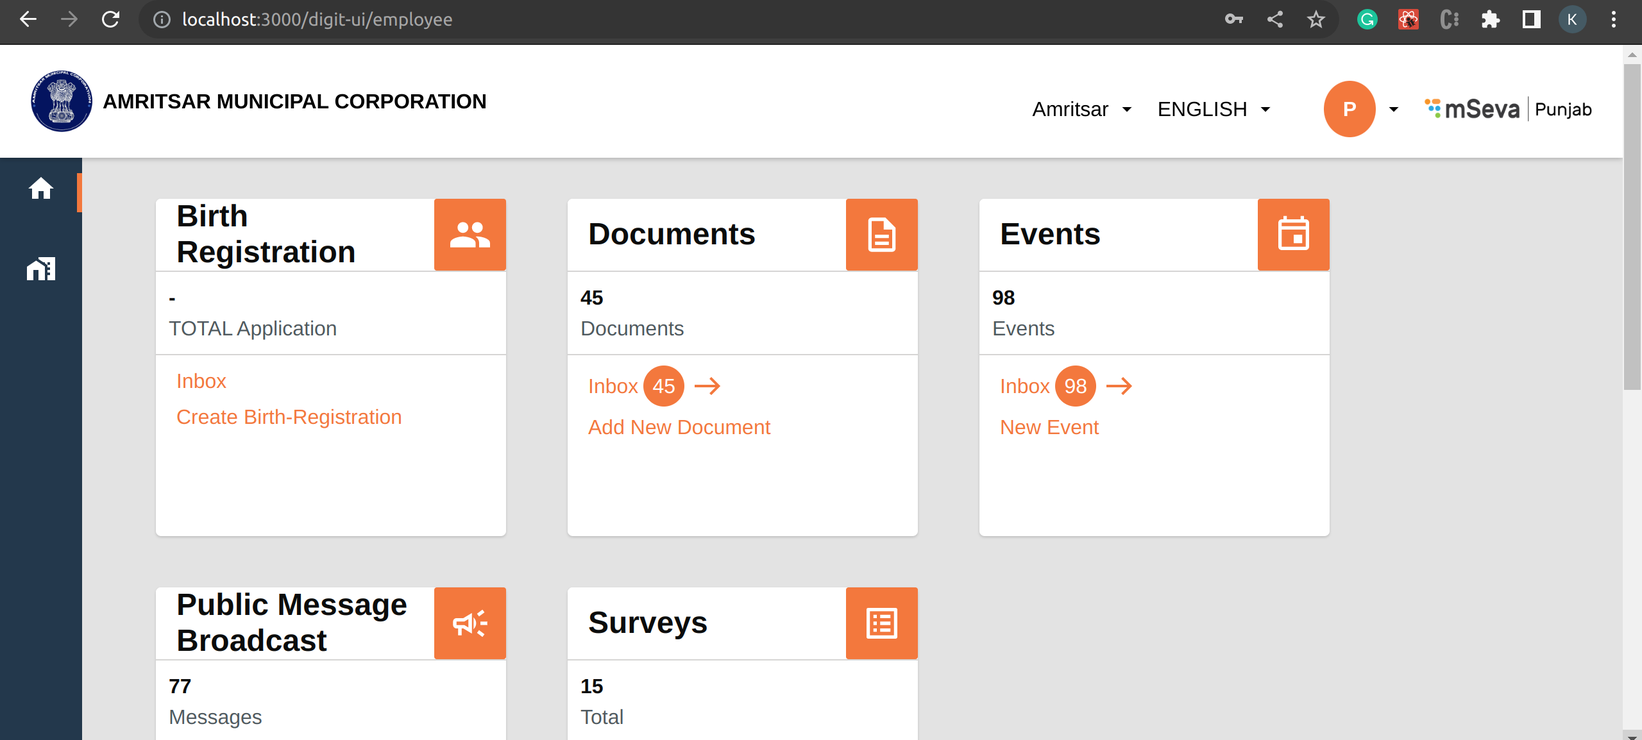 localhost:3000/digit-ui/employee
K
AMRITSAR MUNICIPAL CORPORATION
Amritsar
ENGLISH
P
mSeva
Punjab
Birth
Registration
-
TOTAL Application
Inbox
Create Birth-Registration
Documents
45
Documents
Inbox 45
Add New Document
Events
98
Events
Inbox 98
New Event
Public Message
Broadcast
77
Messages
Surveys
15
Total